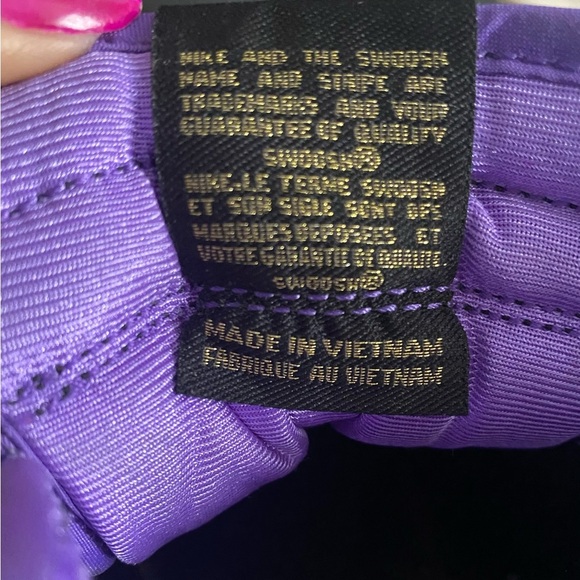 NIKE AND THE SWOOSH
NAME AND STRIPE ARE
TRADEMARKS AND YOUR
GUARANTEE OF QUALITY
SWOOSH®
NIKE-LE TERME SWOOSH
ET SON SIGLE SONT DES
MARQUES DEPOSEES ET
VOTRE GARANTIE DE QUALITE
SWOOSH®
MADE IN VIETNAM
FABRIQUE AU VIETNAM